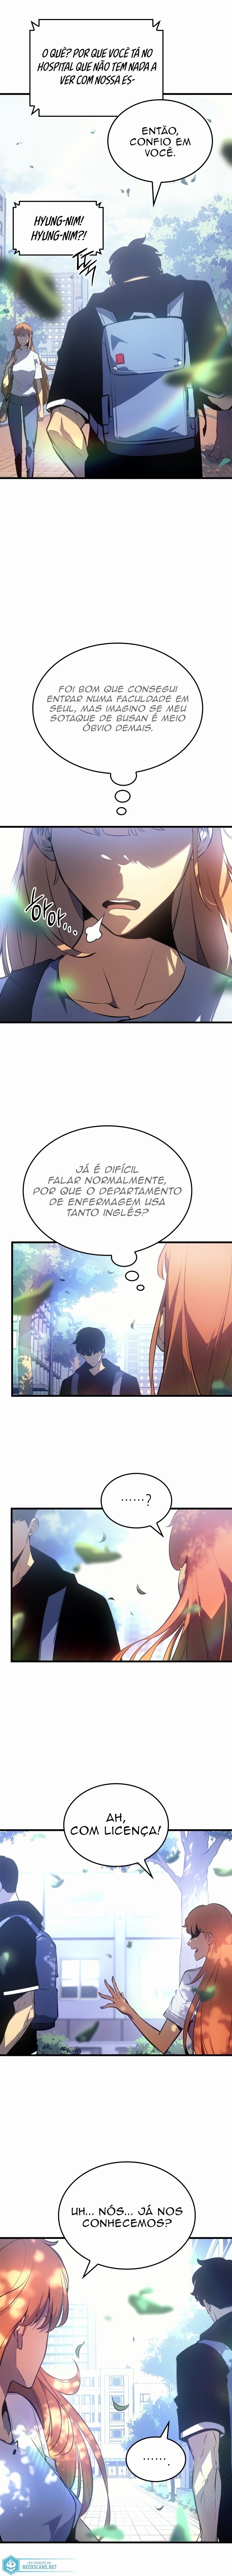 O QUÊ? POR QUE VOCÊ TÁ NO
HOSPITAL QUE NÃO TEM NADA A
VER COM NOSSA ES-
ENTÃO,
CONFIO EM
VOCÊ.
HYUNG-NIM!
HYUNG-NIM?!
FOI BOM QUE CONSEGUI
ENTRAR NUMA FACULDADE EM
SEUL, MAS IMAGINO SE MEU
SOTAQUE DE BUSAN É MEIO
ÓBVIO DEMAIS.
JÁ É DIFÍCIL
FALAR NORMALMENTE,
POR QUE O DEPARTAMENTO
DE ENFERMAGEM USA
TANTO INGLÊS?
······?
AH,
COM LICENÇA!
UH... NÓS... JÁ NOS
CONHECEMOS?
······.
NEOXSCANS.NET